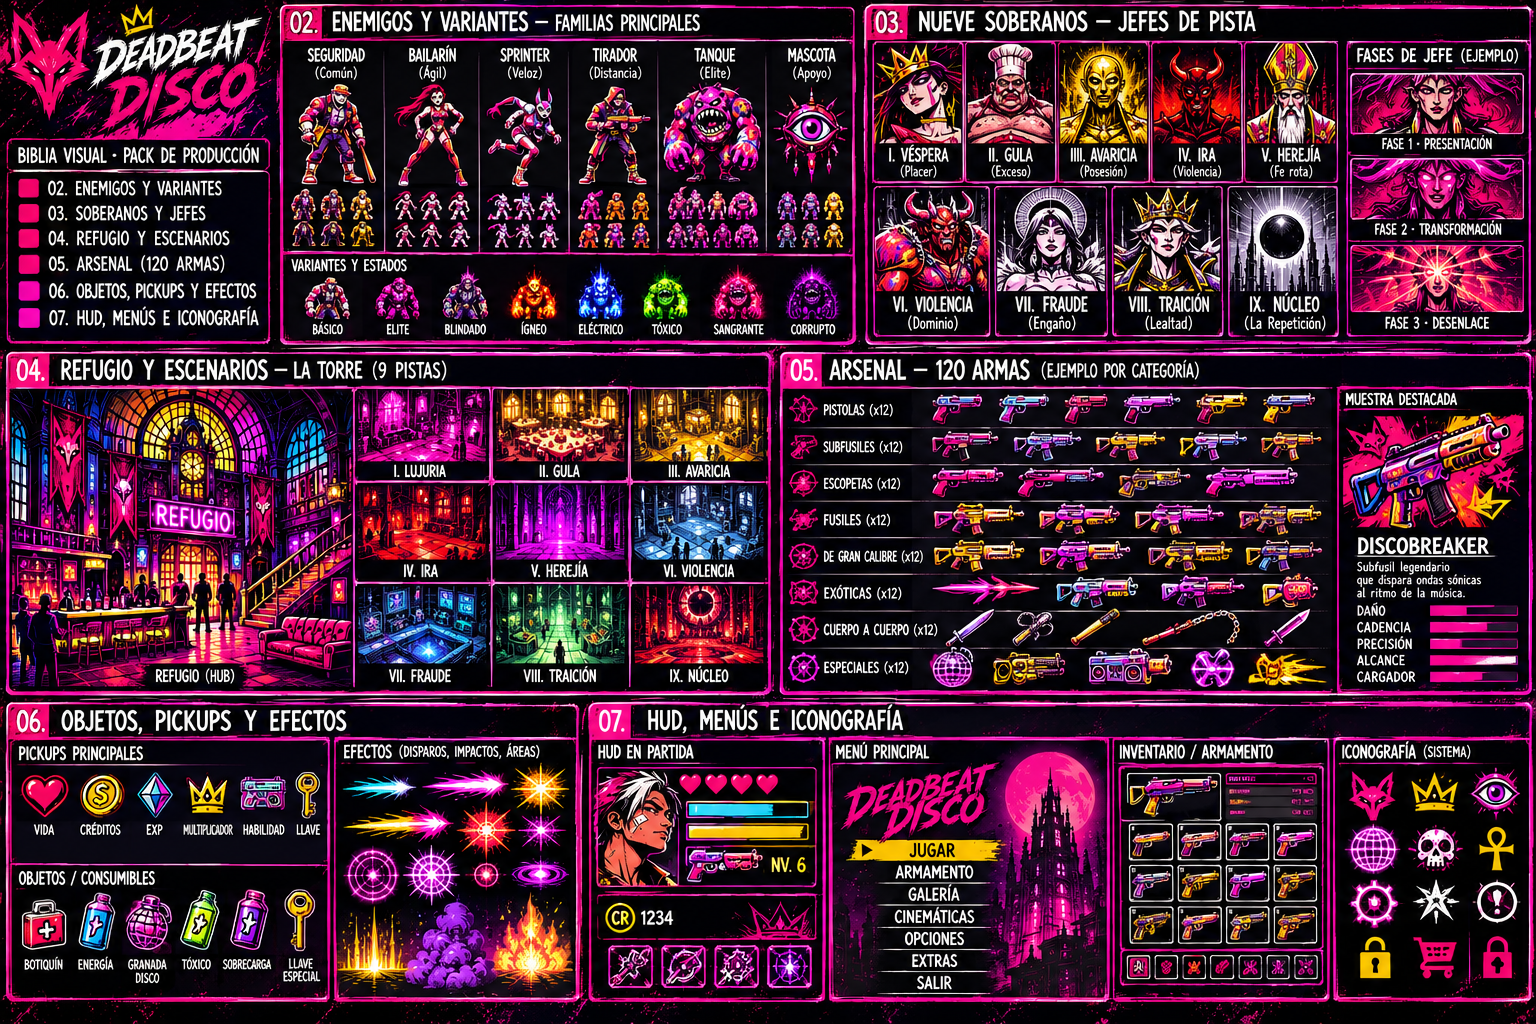 DEADBEAT
DISCO
BIBLIA VISUAL · PACK DE PRODUCCIÓN
02. ENEMIGOS Y VARIANTES
03. SOBERANOS Y JEFES
04. REFUGIO Y ESCENARIOS
05. ARSENAL (120 ARMAS)
06. OBJETOS, PICKUPS Y EFECTOS
07. HUD, MENÚS E ICONOGRAFÍA
02. ENEMIGOS Y VARIANTES – FAMILIAS PRINCIPALES
SEGURIDAD
(Común)
BAILARÍN
(Ágil)
SPRINTER
(Veloz)
TIRADOR
(Distancia)
TANQUE
(Elite)
MASCOTA
(Apoyo)
VARIANTES Y ESTADOS
BÁSICO
ELITE
BLINDADO
ÍGNEO
ELÉCTRICO
TÓXICO
SANGRANTE
CORRUPTO
03. NUEVE SOBERANOS – JEFES DE PISTA
I. VÉSPERA
(Placer)
II. GULA
(Exceso)
IIII. AVARICIA
(Posesión)
IV. IRA
(Violencia)
V. HEREJÍA
(Fe rota)
VI. VIOLENCIA
(Dominio)
VII. FRAUDE
(Engaño)
VIII. TRAICIÓN
(Lealtad)
IX. NÚCLEO
(La Repetición)
FASES DE JEFE (EJEMPLO)
FASE 1 · PRESENTACIÓN
FASE 2 · TRANSFORMACIÓN
FASE 3 · DESENLACE
04. REFUGIO Y ESCENARIOS – LA TORRE (9 PISTAS)
REFUGIO
REFUGIO (HUB)
I. LUJURIA
II. GULA
III. AVARICIA
IV. IRA
V. HEREJÍA
VI. VIOLENCIA
VII. FRAUDE
VIII. TRAICIÓN
IX. NÚCLEO
05. ARSENAL – 120 ARMAS (EJEMPLO POR CATEGORÍA)
PISTOLAS (x12)
SUBFUSILES (x12)
ESCOPETAS (x12)
FUSILES (x12)
DE GRAN CALIBRE (x12)
EXÓTICAS (x12)
CUERPO A CUERPO (x12)
ESPECIALES (x12)
MUESTRA DESTACADA
DISCOBREAKER
Subfusil legendario
que dispara ondas sónicas
al ritmo de la música.
DAÑO
CADENCIA
PRECISIÓN
ALCANCE
CARGADOR
06. OBJETOS, PICKUPS Y EFECTOS
PICKUPS PRINCIPALES
VIDA
CRÉDITOS
EXP
MULTIPLICADOR
HABILIDAD
LLAVE
OBJETOS / CONSUMIBLES
BOTIQUÍN
ENERGÍA
GRANADA
DISCO
TÓXICO
SOBRECARGA
LLAVE
ESPECIAL
EFECTOS (DISPAROS, IMPACTOS, ÁREAS)
07. HUD, MENÚS E ICONOGRAFÍA
HUD EN PARTIDA
NV. 6
CR 1234
MENÚ PRINCIPAL
DEADBEAT
DISCO
JUGAR
ARMAMENTO
GALERÍA
CINEMÁTICAS
OPCIONES
EXTRAS
SALIR
INVENTARIO / ARMAMENTO
ICONOGRAFÍA (SISTEMA)